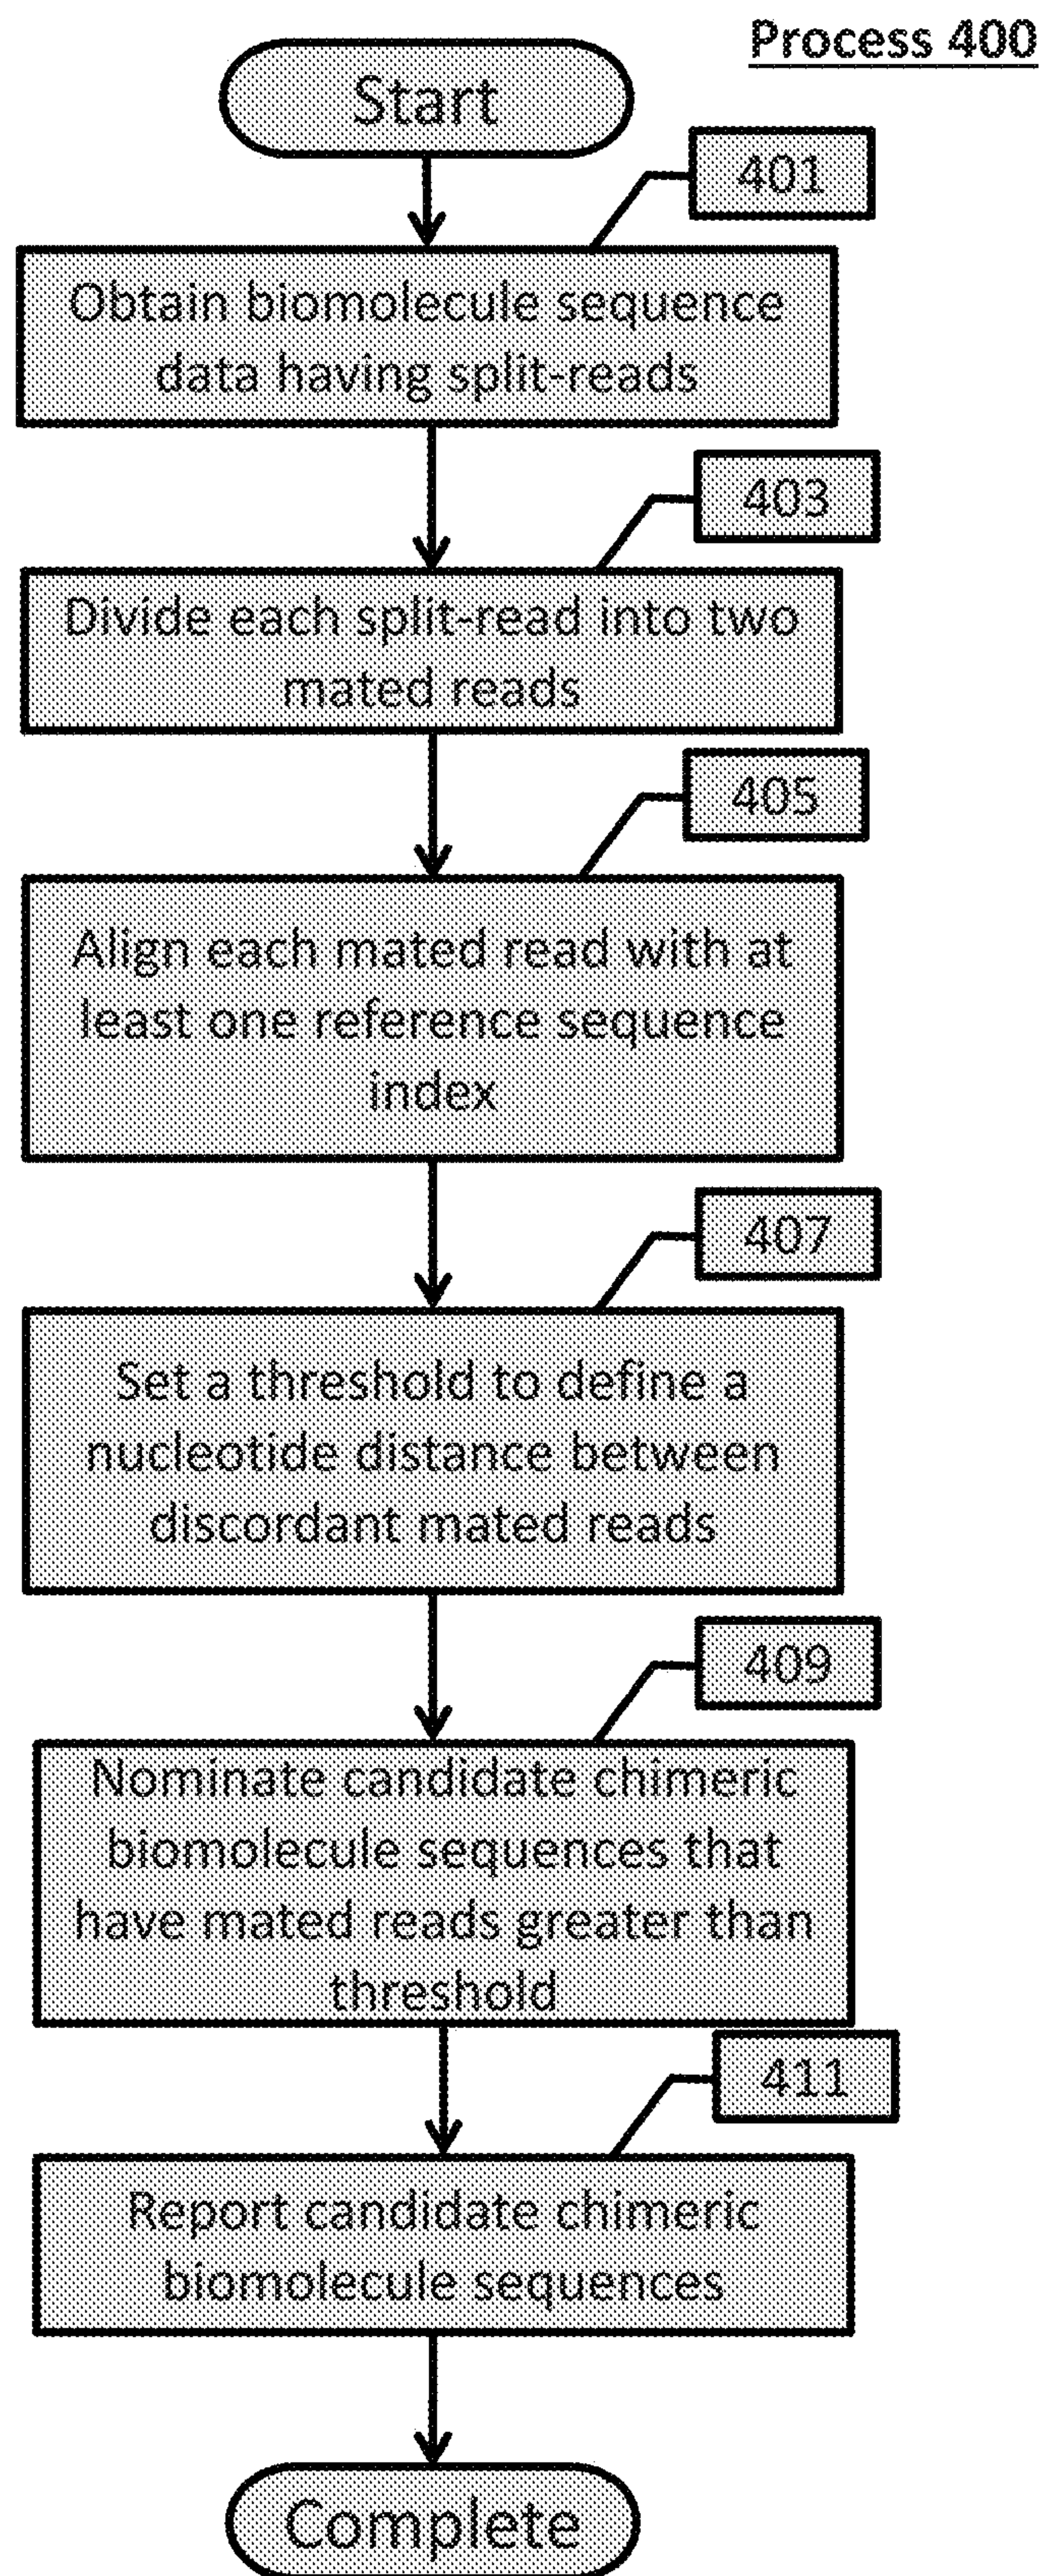 Process 400
Start
401
Obtain biomolecule sequence
data having split-reads
403
Divide each split-read into two
mated reads
405
Align each mated read with at
least one reference sequence
index
407
Set a threshold to define a
nucleotide distance between
discordant mated reads
409
Nominate candidate chimeric
biomolecule sequences that
have mated reads greater than
threshold
411
Report candidate chimeric
biomolecule sequences
Complete